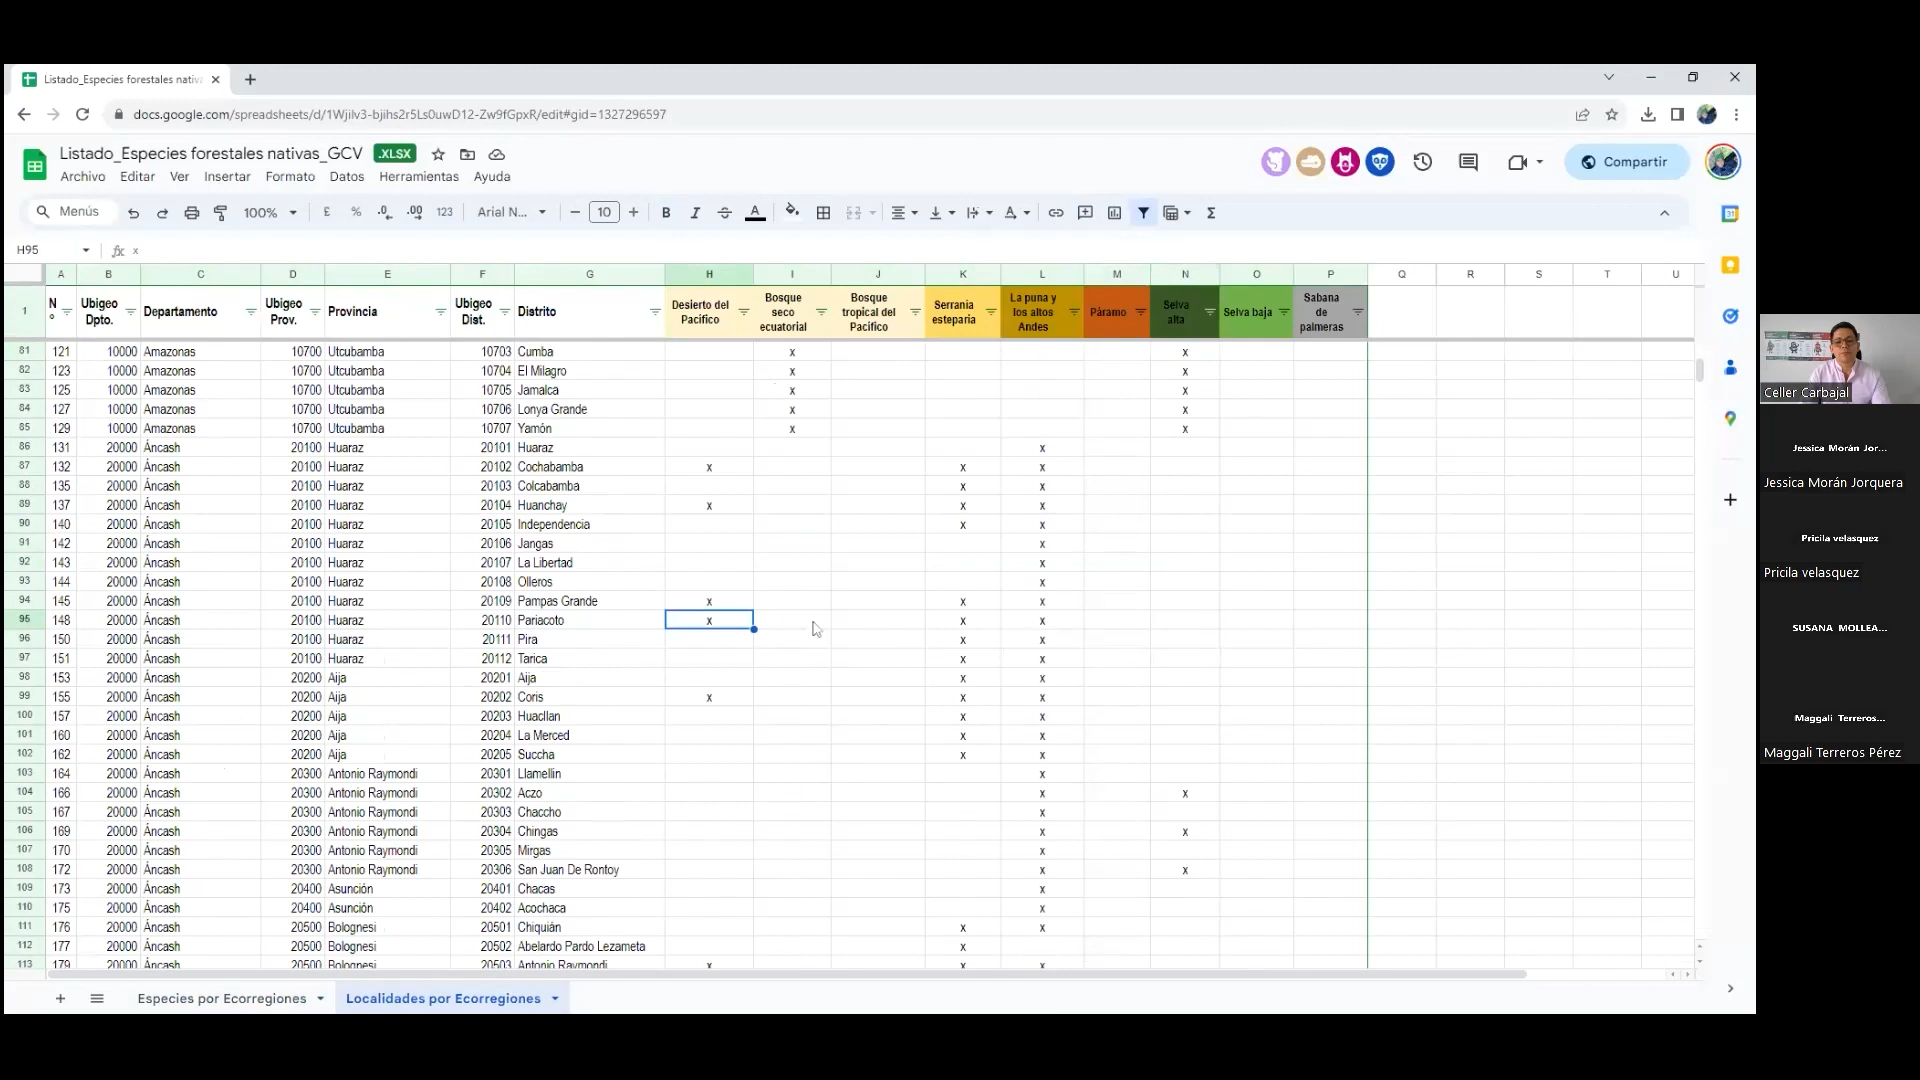 Listado_Especies forestales nativ
docs.google.com/spreadsheets/d/1Wjilv3-bjihs2r5Ls0uwD12-Zw9fGpxR/edit#gid=1327296597
Listado_Especies forestales nativas_GCV .XLSX
Compartir
Archivo Editar Ver Insertar Formato Datos Herramientas Ayuda
Menús 100% £ % .0 .00 123 Arial N... 10 B I A Σ
H95 fx x
A B C D E F G H I J K L M N O P Q R S T U
1 N° Ubigeo Dpto. Departamento Ubigeo Prov. Provincia Ubigeo Dist. Distrito Desierto del Pacífico Bosque seco ecuatorial Bosque tropical del Pacífico Serranía esteparia La puna y los altos Andes Páramo Selva alta Selva baja Sabana de palmeras
81 121 10000 Amazonas 10700 Utcubamba 10703 Cumba x x
82 123 10000 Amazonas 10700 Utcubamba 10704 El Milagro x x
83 125 10000 Amazonas 10700 Utcubamba 10705 Jamalca x x
84 127 10000 Amazonas 10700 Utcubamba 10706 Lonya Grande x x
85 129 10000 Amazonas 10700 Utcubamba 10707 Yamón x x
86 131 20000 Áncash 20100 Huaraz 20101 Huaraz x
87 132 20000 Áncash 20100 Huaraz 20102 Cochabamba x x x
88 135 20000 Áncash 20100 Huaraz 20103 Colcabamba x x
89 137 20000 Áncash 20100 Huaraz 20104 Huanchay x x x
90 140 20000 Áncash 20100 Huaraz 20105 Independencia x x
91 142 20000 Áncash 20100 Huaraz 20106 Jangas x
92 143 20000 Áncash 20100 Huaraz 20107 La Libertad x
93 144 20000 Áncash 20100 Huaraz 20108 Olleros x
94 145 20000 Áncash 20100 Huaraz 20109 Pampas Grande x x x
95 148 20000 Áncash 20100 Huaraz 20110 Pariacoto x x x
96 150 20000 Áncash 20100 Huaraz 20111 Pira x x
97 151 20000 Áncash 20100 Huaraz 20112 Tarica x x
98 153 20000 Áncash 20200 Aija 20201 Aija x x
99 155 20000 Áncash 20200 Aija 20202 Coris x x x
100 157 20000 Áncash 20200 Aija 20203 Huacllan x x
101 160 20000 Áncash 20200 Aija 20204 La Merced x x
102 162 20000 Áncash 20200 Aija 20205 Succha x x
103 164 20000 Áncash 20300 Antonio Raymondi 20301 Llamellin x
104 166 20000 Áncash 20300 Antonio Raymondi 20302 Aczo x x
105 167 20000 Áncash 20300 Antonio Raymondi 20303 Chaccho x
106 169 20000 Áncash 20300 Antonio Raymondi 20304 Chingas x x
107 170 20000 Áncash 20300 Antonio Raymondi 20305 Mirgas x
108 172 20000 Áncash 20300 Antonio Raymondi 20306 San Juan De Rontoy x x
109 173 20000 Áncash 20400 Asunción 20401 Chacas x
110 175 20000 Áncash 20400 Asunción 20402 Acochaca x
111 176 20000 Áncash 20500 Bolognesi 20501 Chiquián x x
112 177 20000 Áncash 20500 Bolognesi 20502 Abelardo Pardo Lezameta x
113 179 20000 Áncash 20500 Bolognesi 20503 Antonio Raymondi x x x
Especies por Ecorregiones Localidades por Ecorregiones
Celler Carbajal
Jessica Morán Jor...
Jessica Morán Jorquera
Pricila velasquez
Pricila velasquez
SUSANA MOLLEA...
Maggali Terreros...
Maggali Terreros Pérez